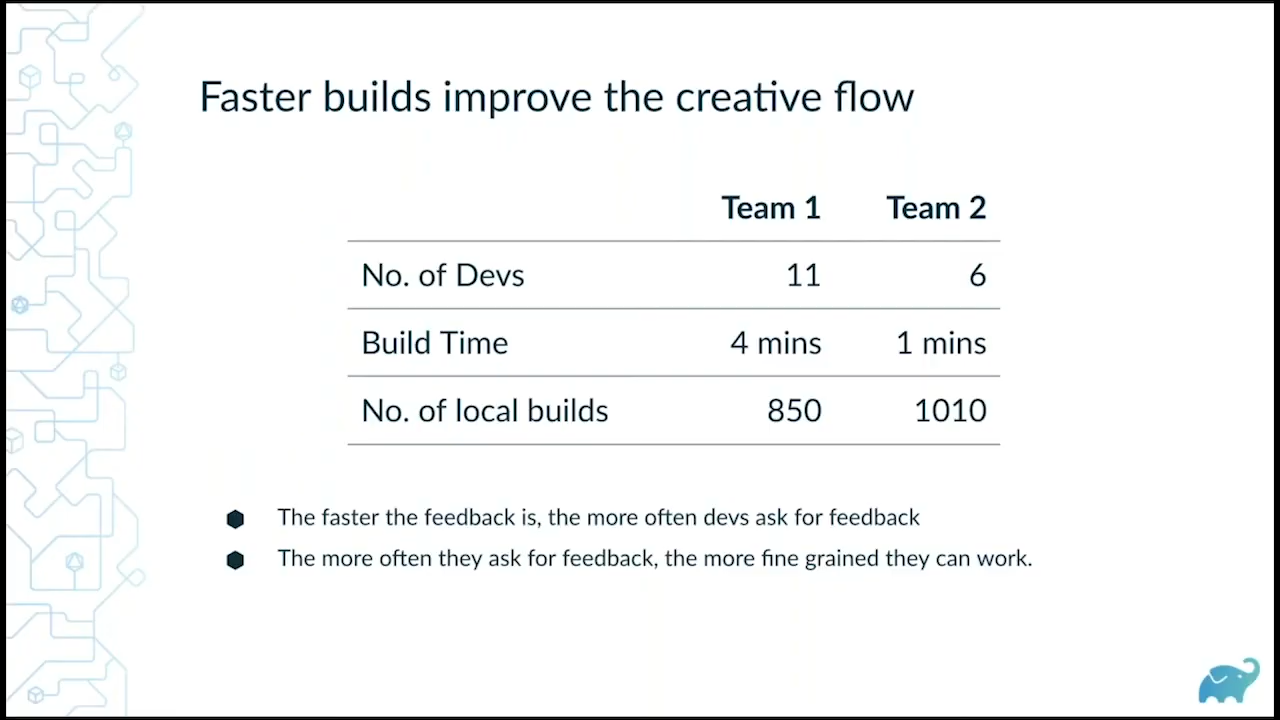 Faster builds improve the creative flow
Team 1 Team 2
No. of Devs 11 6
Build Time 4 mins 1 mins
No. of local builds 850 1010
The faster the feedback is, the more often devs ask for feedback
The more often they ask for feedback, the more fine grained they can work.